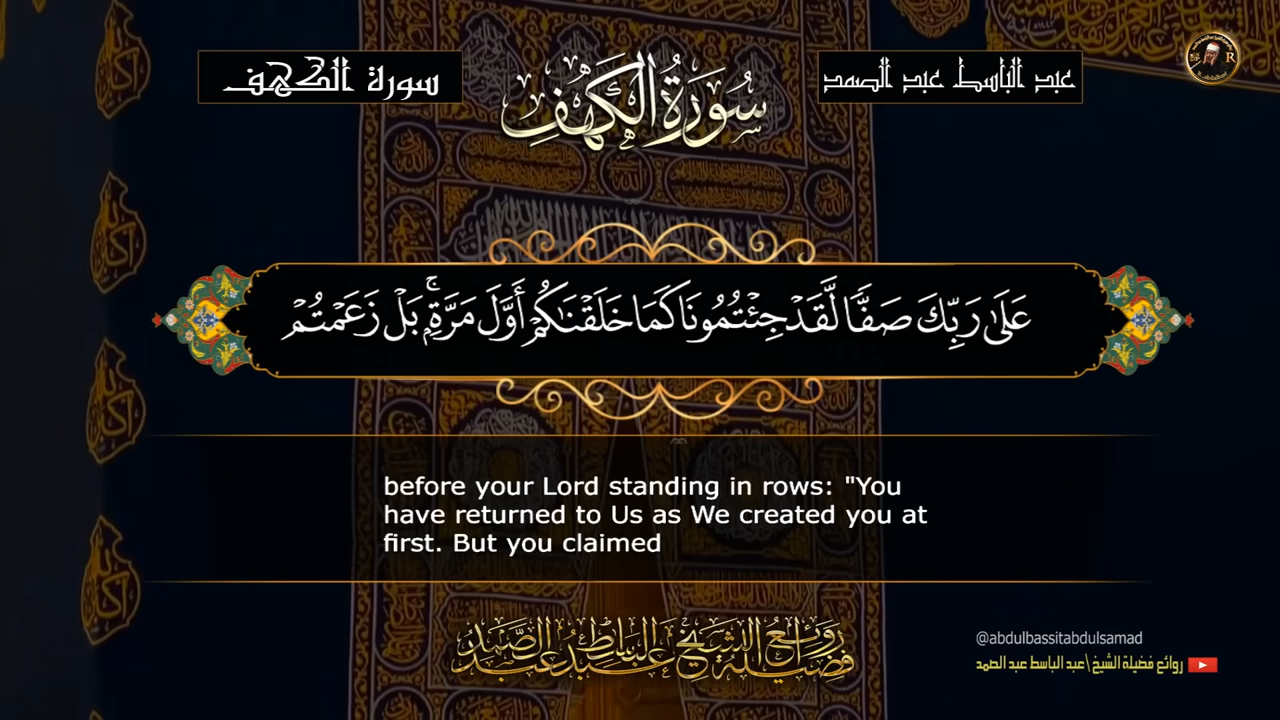 سورة الكهف
سُورَةُ الكَهْفِ
عبد الباسط عبد الصمد
عَلَىٰ رَبِّكَ صَفًّا لَّقَدْ جِئْتُمُونَا كَمَا خَلَقْنَٰكُمْ أَوَّلَ مَرَّةٍۭ ۚ بَلْ زَعَمْتُمْ
before your Lord standing in rows: "You
have returned to Us as We created you at
first. But you claimed
روائع الشيخ عبد الباطس عبد الصمد
@abdulbassitabdulsamad
روائع فضيلة الشيخ\عبد الباسط عبد الصمد